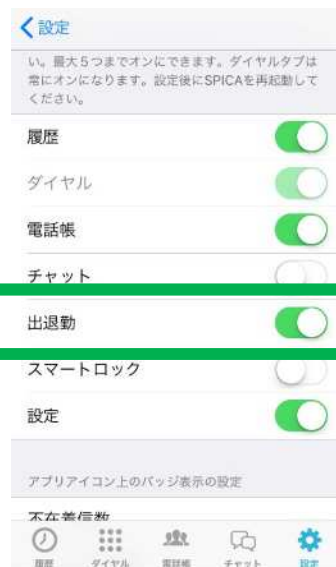 設定
い。最大5つまでオンにできます。ダイヤルタブは
常にオンになります。設定後にSPICAを再起動して
ください。
履歴
ダイヤル
電話帳
チャット
出退勤
スマートロック
設定
アプリアイコン上のバッジ表示の設定
不在着信数
履歴 ダイヤル 電話帳 チャット 設定